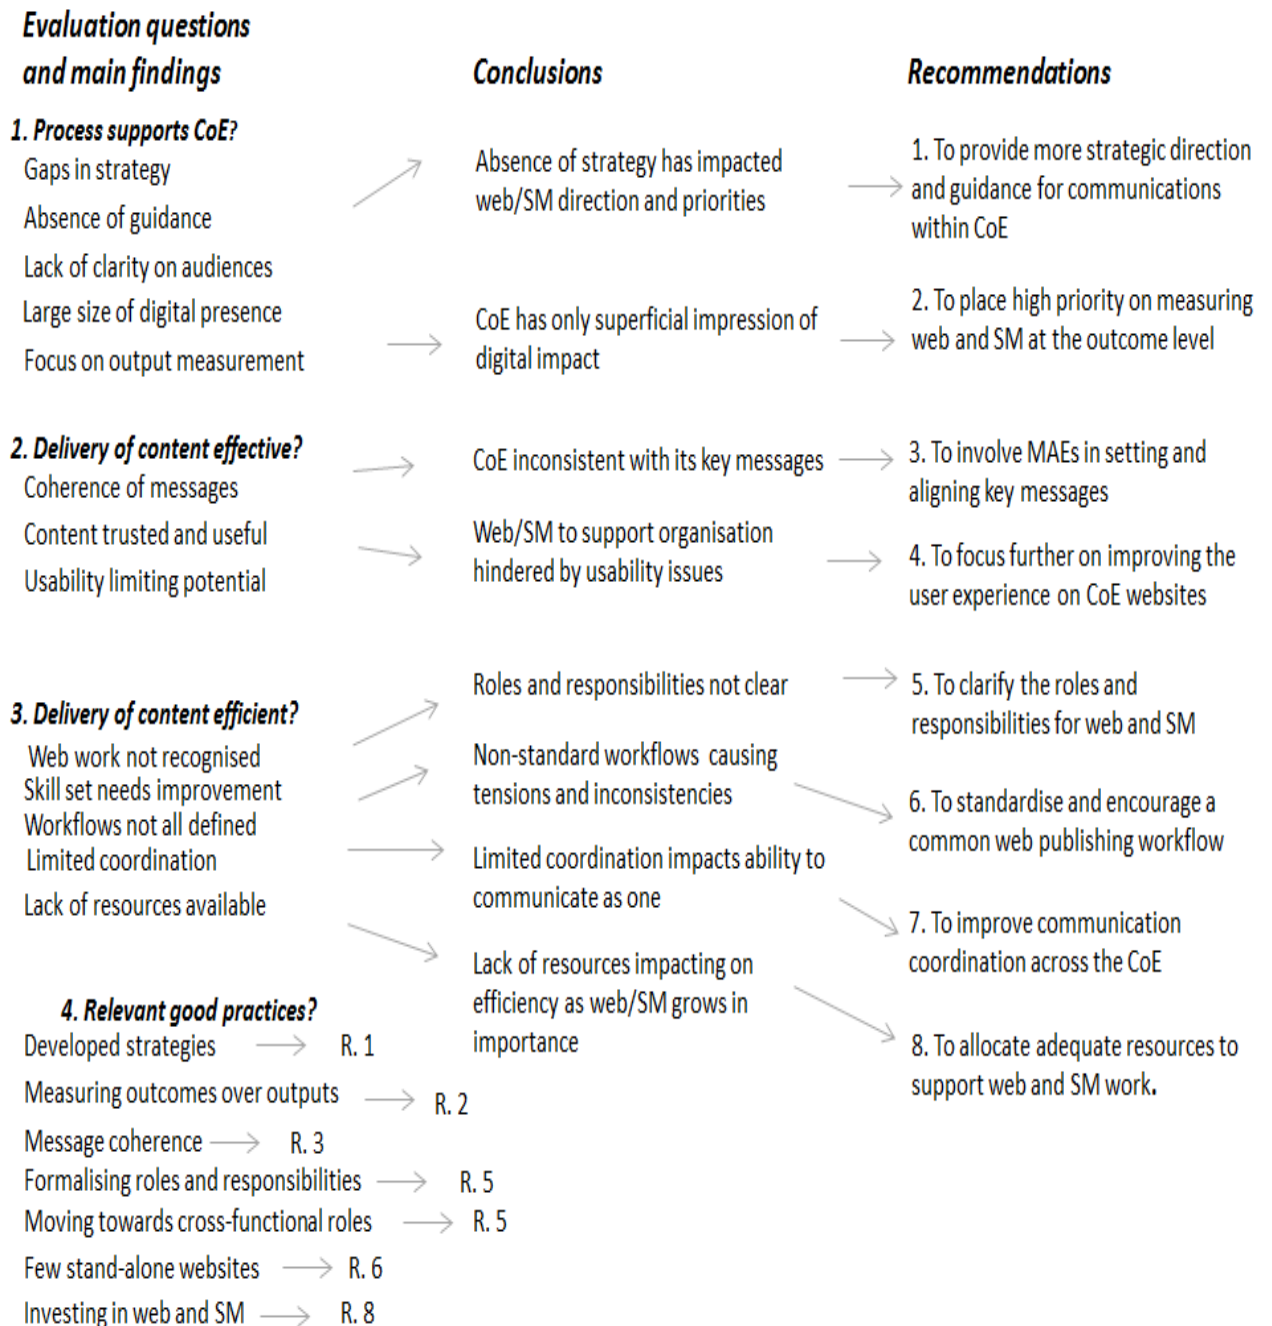 Evaluation questions
and main findings
Conclusions
Recommendations
1. Process supports CoE?
Gaps in strategy
Absence of guidance
Lack of clarity on audiences
Large size of digital presence
Focus on output measurement
Absence of strategy has impacted
web/SM direction and priorities
CoE has only superficial impression of
digital impact
1. To provide more strategic direction
and guidance for communications
within CoE
2. To place high priority on measuring
web and SM at the outcome level
2. Delivery of content effective?
Coherence of messages
Content trusted and useful
Usability limiting potential
CoE inconsistent with its key messages
Web/SM to support organisation
hindered by usability issues
3. To involve MAEs in setting and
aligning key messages
4. To focus further on improving the
user experience on CoE websites
3. Delivery of content efficient?
Web work not recognised
Skill set needs improvement
Workflows not all defined
Limited coordination
Lack of resources available
Roles and responsibilities not clear
Non-standard workflows causing
tensions and inconsistencies
Limited coordination impacts ability to
communicate as one
Lack of resources impacting on
efficiency as web/SM grows in
importance
5. To clarify the roles and
responsibilities for web and SM
6. To standardise and encourage a
common web publishing workflow
7. To improve communication
coordination across the CoE
8. To allocate adequate resources to
support web and SM work.
4. Relevant good practices?
Developed strategies R. 1
Measuring outcomes over outputs R. 2
Message coherence R. 3
Formalising roles and responsibilities R. 5
Moving towards cross-functional roles R. 5
Few stand-alone websites R. 6
Investing in web and SM R. 8